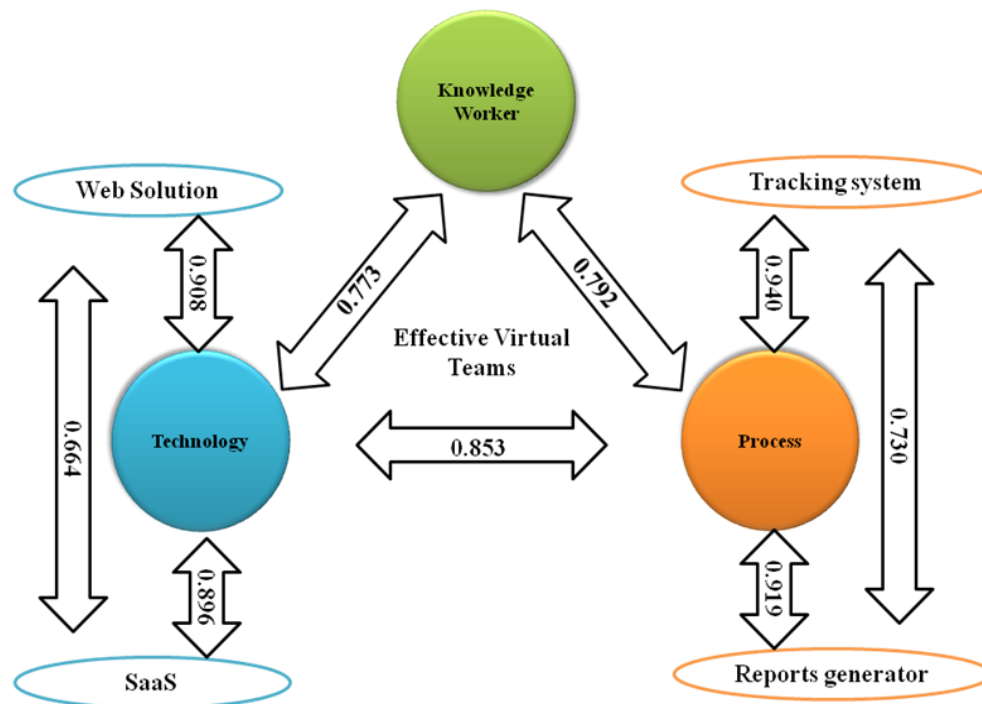 Knowledge
Worker
Web Solution
Tracking system
0.908
0.773
0.792
0.940
Effective Virtual
Teams
0.664
Technology
0.853
Process
0.730
0.896
0.919
SaaS
Reports generator